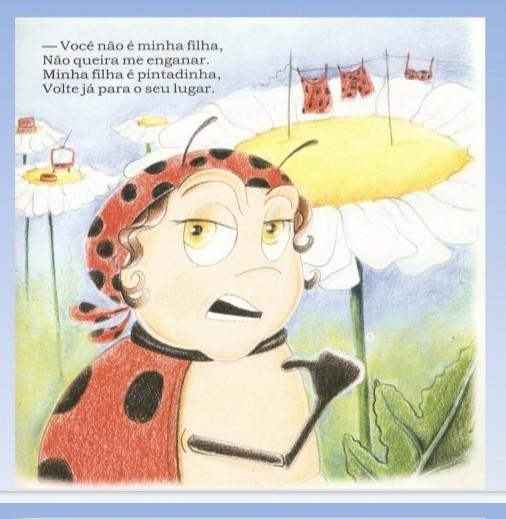 — Você não é minha filha,
Não queira me enganar.
Minha filha é pintadinha,
Volte já para o seu lugar.